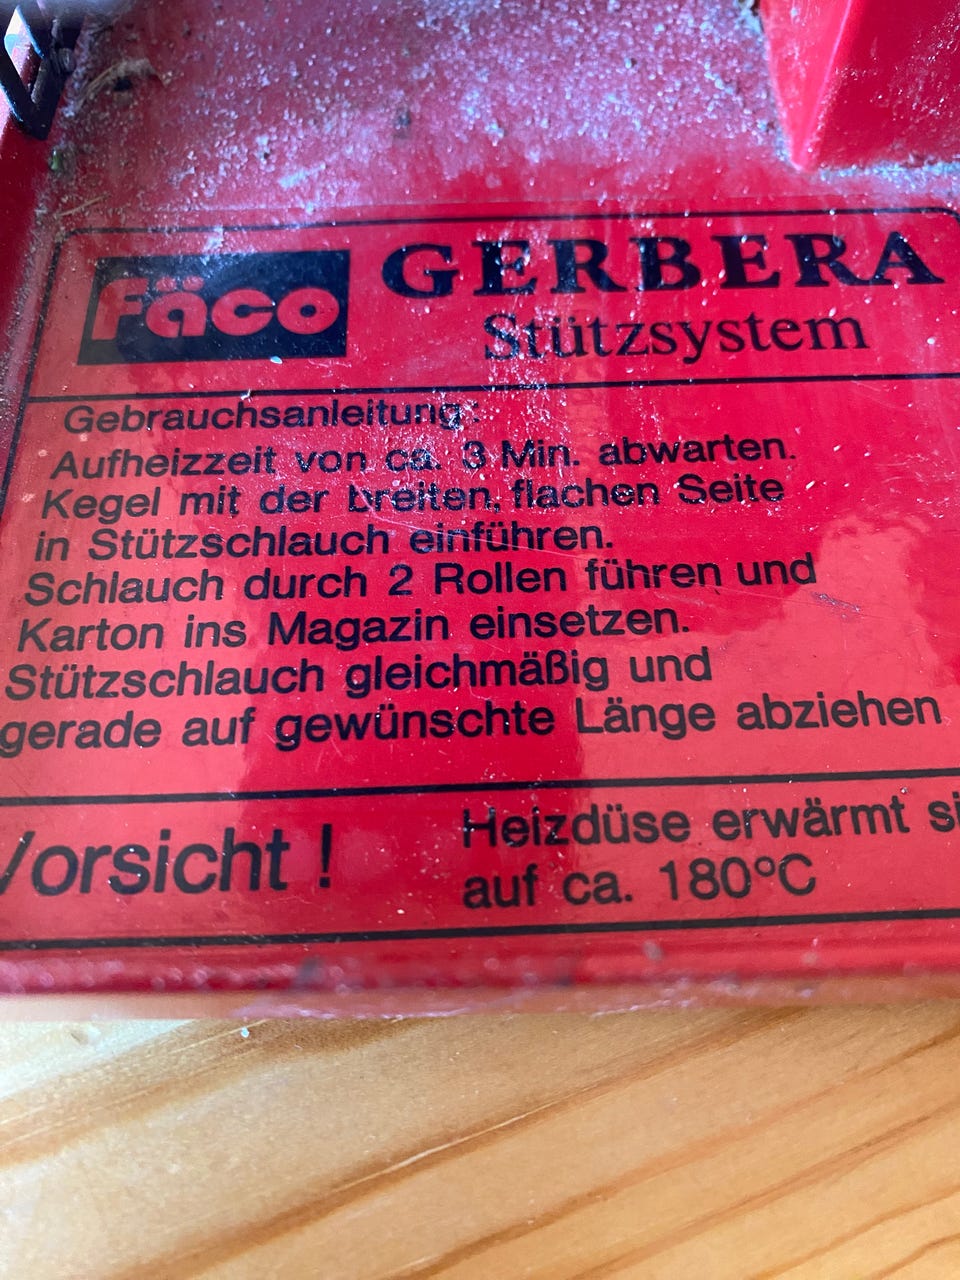 fäco
GERBERA
Stützsystem
Gebrauchsanleitung:
Aufheizzeit von ca. 3 Min. abwarten.
Kegel mit der breiten, flachen Seite
in Stützschlauch einführen.
Schlauch durch 2 Rollen führen und
Karton ins Magazin einsetzen.
Stützschlauch gleichmäßig und
gerade auf gewünschte Länge abziehen
Vorsicht !
Heizdüse erwärmt si
auf ca. 180°C